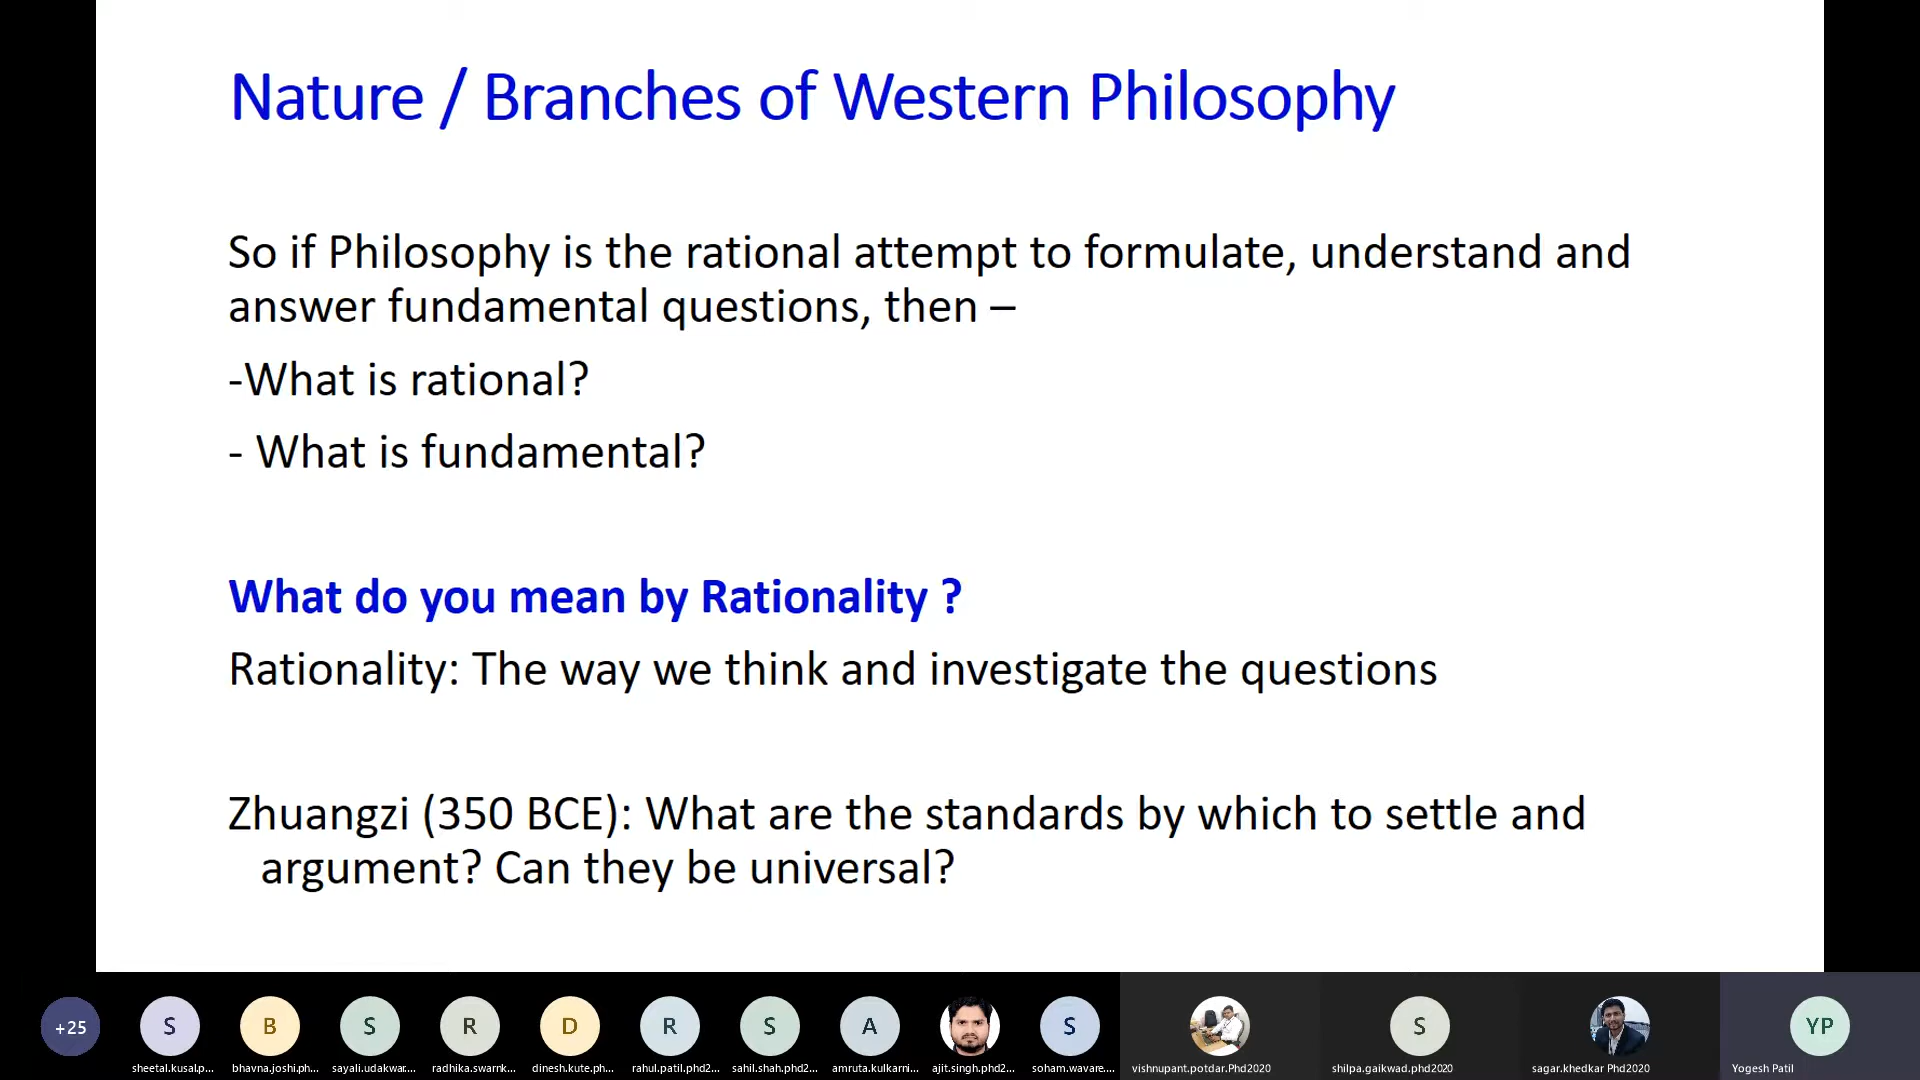 Nature / Branches of Western Philosophy
So if Philosophy is the rational attempt to formulate, understand and
answer fundamental questions, then –
-What is rational?
- What is fundamental?
What do you mean by Rationality ?
Rationality: The way we think and investigate the questions
Zhuangzi (350 BCE): What are the standards by which to settle and
argument? Can they be universal?
+25 S B S R D R S A S S YP
sheetal.kusal.p... bhavna.joshi.ph... sayali.udakwar.... radhika.swarnk... dinesh.kute.ph... rahul.patil.phd2... sahil.shah.phd2... amruta.kulkarni... ajit.singh.phd2... soham.wavare.... vishnupant.potdar.Phd2020 shilpa.gaikwad.phd2020 sagar.khedkar Phd2020 Yogesh Patil